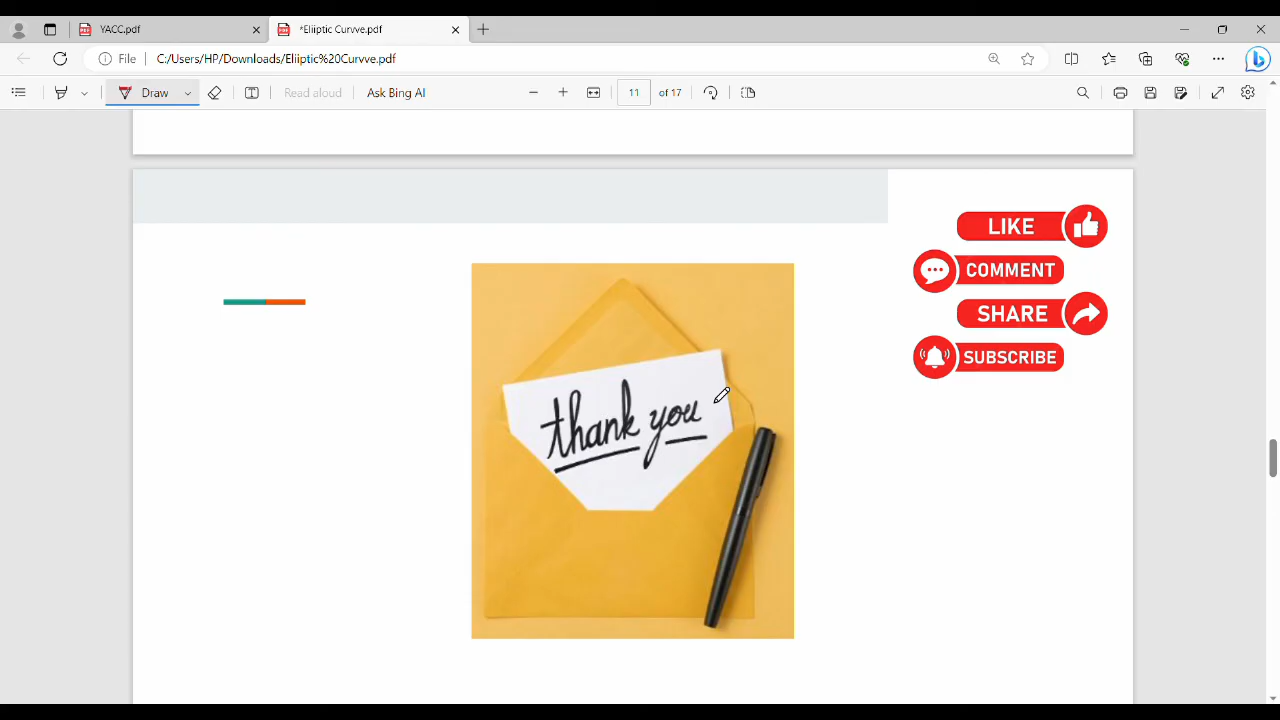 YACC.pdf
*Eliiptic Curvve.pdf
File
C:/Users/HP/Downloads/Eliiptic%20Curvve.pdf
Draw
Read aloud
Ask Bing AI
11
of 17
LIKE
COMMENT
SHARE
SUBSCRIBE
thank you